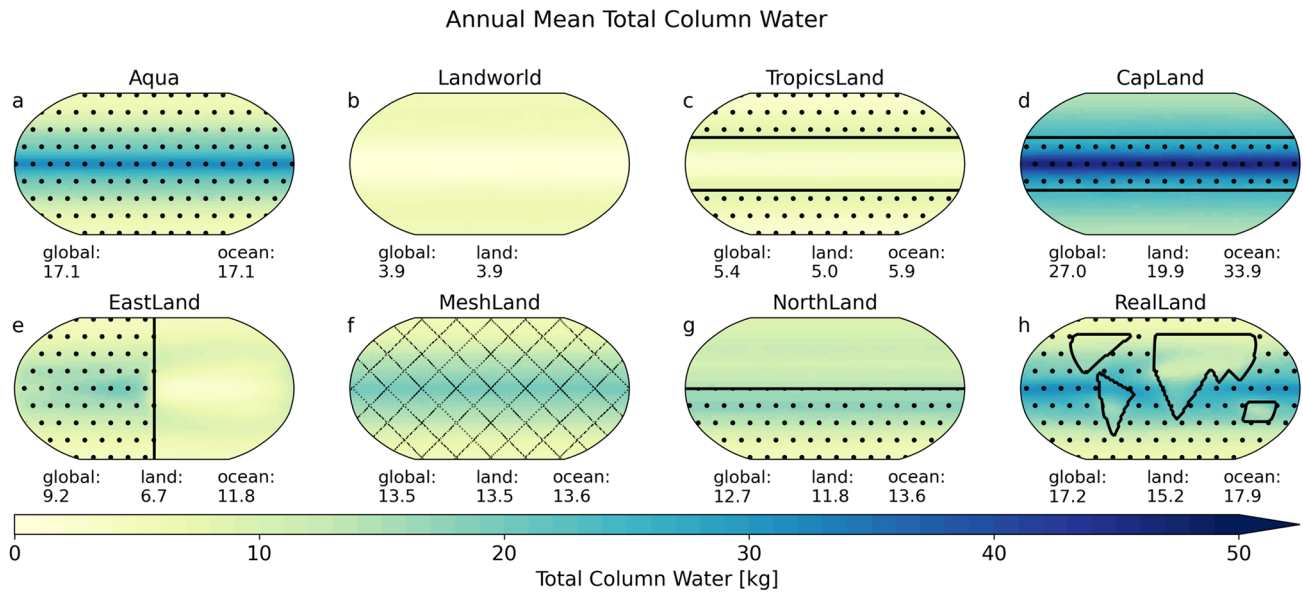 Annual Mean Total Column Water
Aqua
Landworld
TropicsLand
CapLand
a
b
c
d
global: ocean:
17.1 17.1
global: land:
3.9 3.9
global: land: ocean:
5.4 5.0 5.9
global: land: ocean:
27.0 19.9 33.9
EastLand
MeshLand
NorthLand
RealLand
e
f
g
h
global: land: ocean:
9.2 6.7 11.8
global: land: ocean:
13.5 13.5 13.6
global: land: ocean:
12.7 11.8 13.6
global: land: ocean:
17.2 15.2 17.9
0 10 20 30 40 50
Total Column Water [kg]